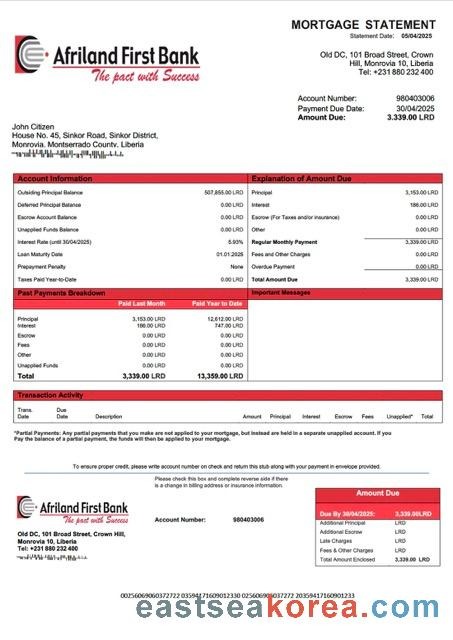 MORTGAGE STATEMENT
Statement Date: 05/04/2025
Afriland First Bank
The pact with Success
Old DC, 101 Broad Street, Crown
Hill, Monrovia 10, Liberia
Tel: +231 880 232 400
Account Number: 980403006
Payment Due Date: 30/04/2025
Amount Due: 3.339.00 LRD
John Citizen
House No. 45, Sinkor Road, Sinkor District,
Monrovia. Montserrado County. Liberia
Account Information
Outsiding Principal Balance 507,855.00 LRD
Deferred Principal Balance 0.00 LRD
Escrow Account Balance 0.00 LRD
Unapplied Funds Balance 0.00 LRD
Interest Rate (until 30/04/2025) 5.93%
Loan Maturity Date 01.01.2025
Prepayment Penalty None
Taxes Paid Year-to-Date 0.00 LRD
Explanation of Amount Due
Principal 3,153.00 LRD
Interest 186.00 LRD
Escrow (For Taxes and/or insurance) 0.00 LRD
Other 0.00 LRD
Regular Monthly Payment 3,339.00 LRD
Fees and Other Charges 0.00 LRD
Overdue Payment 0.00 LRD
Total Amount Due 3,339.00 LRD
Past Payments Breakdown
Paid Last Month Paid Year to Date
Principal 3,153.00 LRD 12,612.00 LRD
Interest 186.00 LRD 747.00 LRD
Escrow 0.00 LRD 0.00 LRD
Fees 0.00 LRD 0.00 LRD
Other 0.00 LRD 0.00 LRD
Unapplied Funds 0.00 LRD 0.00 LRD
Total 3,339.00 LRD 13,359.00 LRD
Important Messages
Transaction Activity
Trans. Date Due Date Description Amount Principal Interest Escrow Fees Unapplied* Total
*Partial Payments: Any partial payments that you make are not applied to your mortgage, but instead are held in a separate unapplied account. If you
Pay the balance of a partial payment, the funds will then be applied to your mortgage.
To ensure proper credit, please write account number on check and return this stub along with your payment in envelope provided.
Please check this box and complete reverse side if there
is a change in billing address or insurance information.
Afriland First Bank
The pact with Success
Account Number: 980403006
Old DC, 101 Broad Street, Crown Hill,
Monrovia 10, Liberia
Tel: +231 880 232 400
Amount Due
Due By 30/04/2025: 3,339.00LRD
Additional Principal LRD
Additional Escrow LRD
Late Charges LRD
Fees & Other Charges LRD
Total Amount Enclosed 3,339.00 LRD
eastseakorea.com